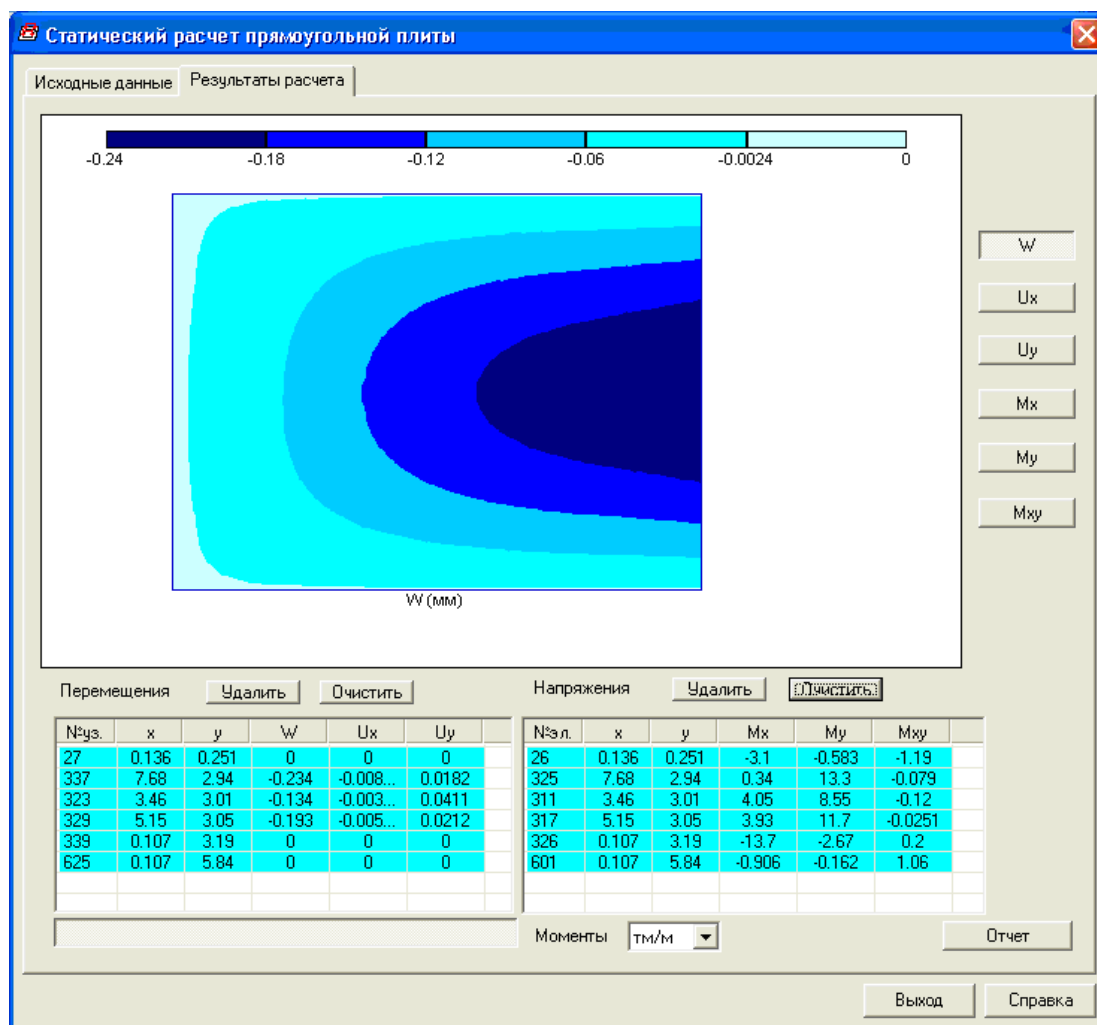 Статический расчет прямоугольной плиты
Исходные данные Результаты расчета
-0.24 -0.18 -0.12 -0.06 -0.0024 0
W
Ux
Uy
Mx
My
Mxy
W (мм)
Перемещения Удалить Очистить Напряжения Удалить Очистить
№уз. x y W Ux Uy
27 0.136 0.251 0 0 0
337 7.68 2.94 -0.234 -0.008... 0.0182
323 3.46 3.01 -0.134 -0.003... 0.0411
329 5.15 3.05 -0.193 -0.005... 0.0212
339 0.107 3.19 0 0 0
625 0.107 5.84 0 0 0
№эл. x y Mx My Mxy
26 0.136 0.251 -3.1 -0.583 -1.19
325 7.68 2.94 0.34 13.3 -0.079
311 3.46 3.01 4.05 8.55 -0.12
317 5.15 3.05 3.93 11.7 -0.0251
326 0.107 3.19 -13.7 -2.67 0.2
601 0.107 5.84 -0.906 -0.162 1.06
Моменты тм/м Отчет
Выход Справка